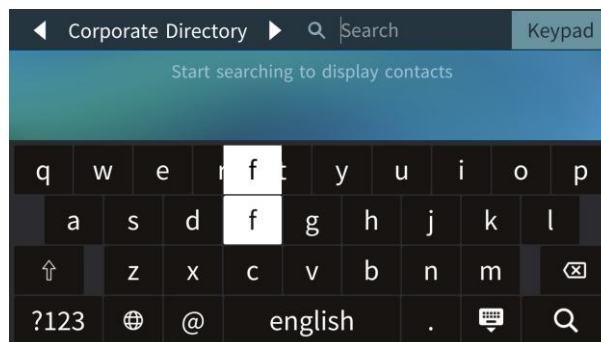 Corporate Directory Search Keypad
Start searching to display contacts
q w e r f t y u i o p
a s d f g h j k l
z x c v b n m
?123 @ english .